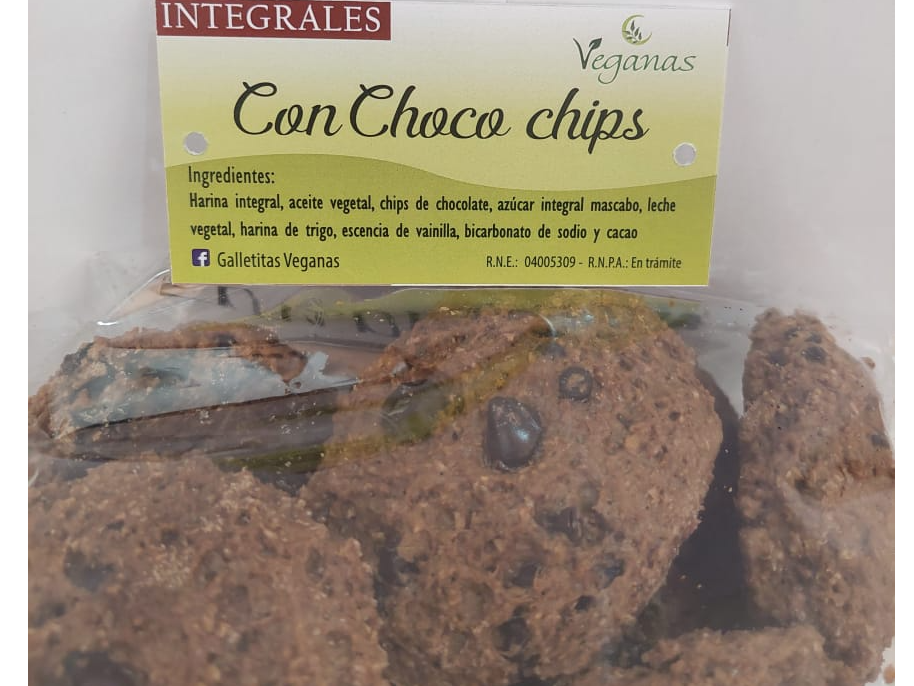 INTEGRALES
Veganas
Con Choco chips
Ingredientes:
Harina integral, aceite vegetal, chips de chocolate, azúcar integral mascabo, leche
vegetal, harina de trigo, escencia de vainilla, bicarbonato de sodio y cacao
f Galletitas Veganas
R.N.E.: 04005309 - R.N.P.A.: En trámite